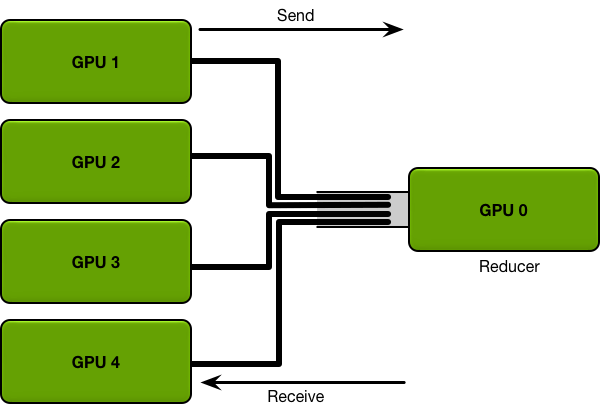 Send
GPU 1
GPU 2
GPU 0
GPU 3
Reducer
GPU 4
Receive